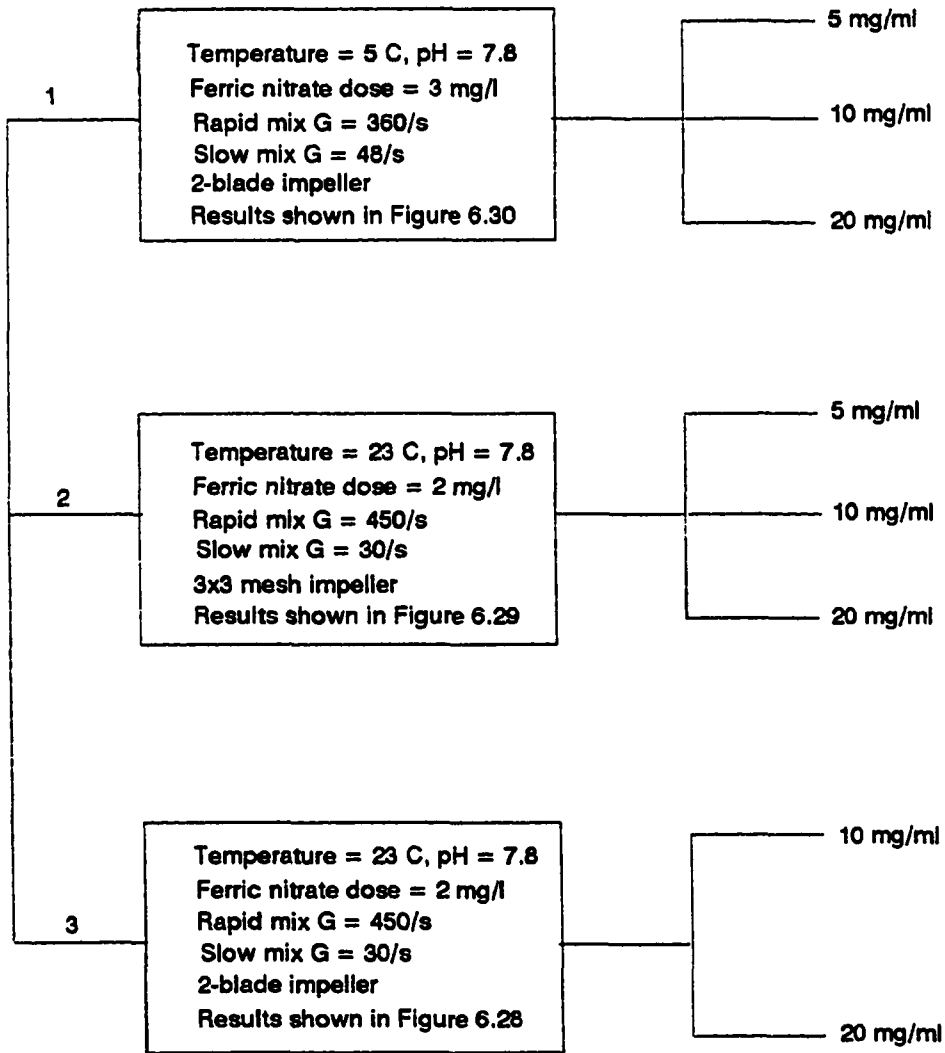 1
Temperature = 5 C, pH = 7.8
Ferric nitrate dose = 3 mg/l
Rapid mix G = 360/s
Slow mix G = 48/s
2-blade impeller
Results shown in Figure 6.30
5 mg/ml
10 mg/ml
20 mg/ml
2
Temperature = 23 C, pH = 7.8
Ferric nitrate dose = 2 mg/l
Rapid mix G = 450/s
Slow mix G = 30/s
3x3 mesh impeller
Results shown in Figure 6.29
5 mg/ml
10 mg/ml
20 mg/ml
3
Temperature = 23 C, pH = 7.8
Ferric nitrate dose = 2 mg/l
Rapid mix G = 450/s
Slow mix G = 30/s
2-blade impeller
Results shown in Figure 6.28
10 mg/ml
20 mg/ml